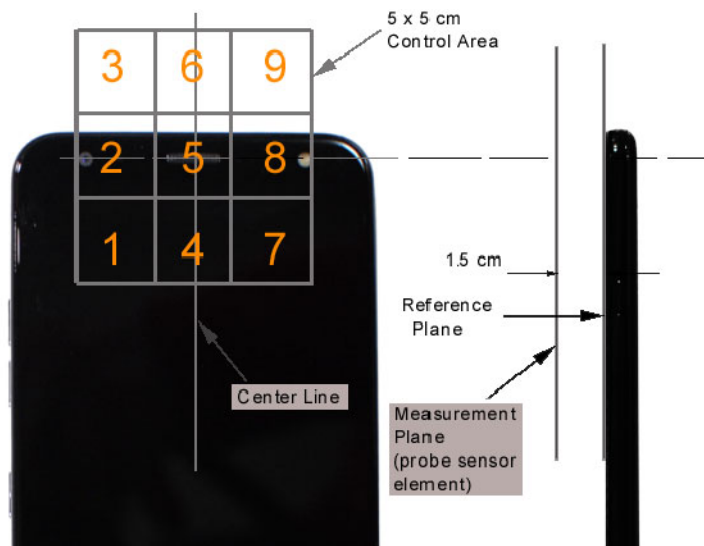 5 x 5 cm
Control Area
3 6 9
2 5 8
1 4 7
1.5 cm
Reference
Plane
Center Line
Measurement
Plane
(probe sensor
element)